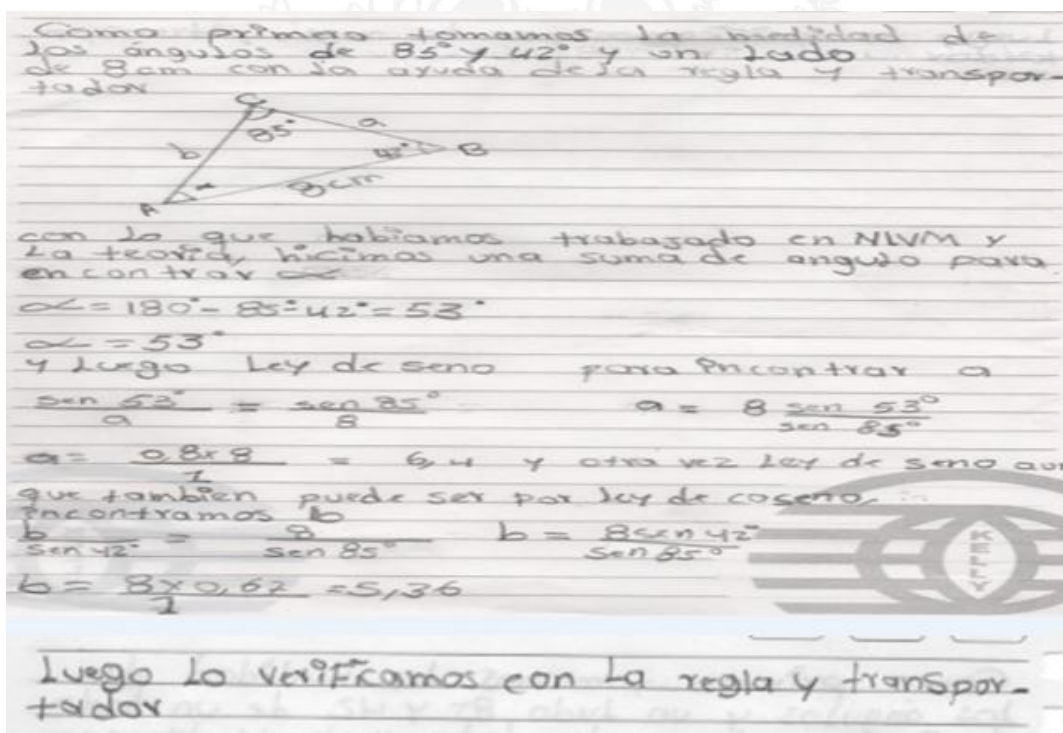 Como primero tomamos la medidad de
los ángulos de 85° y 42° y un lado
de 8cm con la ayuda de la regla y transpor-
tador
C
85°
a
b
42°
B
8cm
A
con lo que habiamos trabajado en NLVM y
La teoria, hicimos una suma de angulo para
encontrar α
α = 180° - 85° - 42° = 53°
α = 53°
y Luego Ley de seno para encontrar a
sen 53° / a = sen 85° / 8 a = 8 sen 53° / sen 85°
a = 0,8x8 / 1 = 6,4 y otra vez Ley de seno aun
que tambien puede ser por ley de coseno,
encontramos b
b / sen 42° = 8 / sen 85° b = 8 sen 42° / sen 85°
b = 8x0,67 / 1 = 5,36
KELLY
Luego Lo verificamos con La regla y transpor-
tador